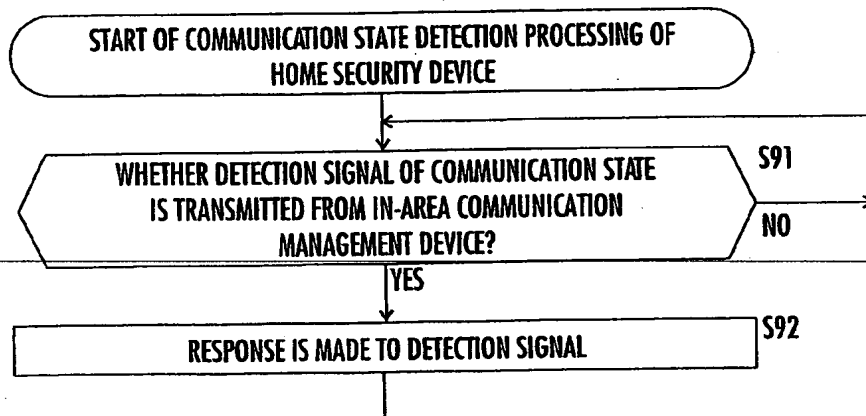 START OF COMMUNICATION STATE DETECTION PROCESSING OF
HOME SECURITY DEVICE
WHETHER DETECTION SIGNAL OF COMMUNICATION STATE
IS TRANSMITTED FROM IN-AREA COMMUNICATION
MANAGEMENT DEVICE?
S91
NO
YES
RESPONSE IS MADE TO DETECTION SIGNAL
S92